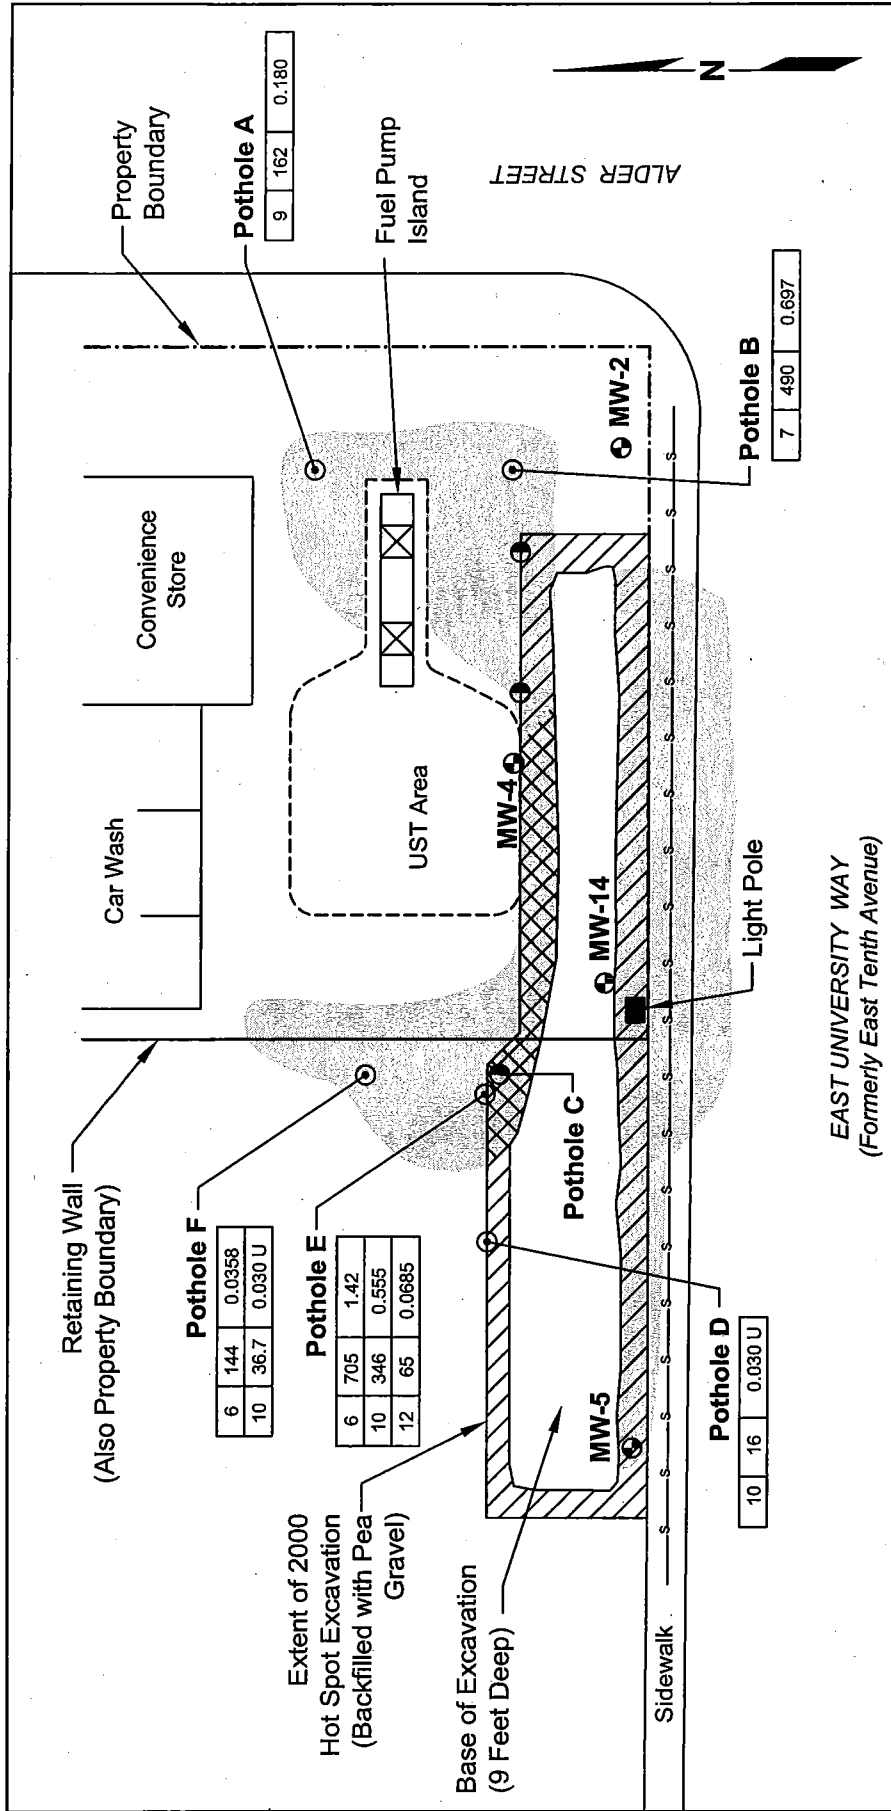 Retaining Wall
(Also Property Boundary)
Car Wash
Convenience
Store
Property
Boundary
Pothole A
9 162 0.180
Pothole F
6 144 0.0358
10 36.7 0.030 U
Pothole E
6 705 1.42
10 346 0.555
12 65 0.0685
UST Area
Fuel Pump
Island
ALDER STREET
N
Extent of 2000
Hot Spot Excavation
(Backfilled with Pea
Gravel)
Base of Excavation
(9 Feet Deep)
MW-4
MW-14
MW-2
MW-5
Pothole C
Pothole D
10 16 0.030 U
Light Pole
Pothole B
7 490 0.697
Sidewalk
S S S S S S S S S S S S S S
EAST UNIVERSITY WAY
(Formerly East Tenth Avenue)